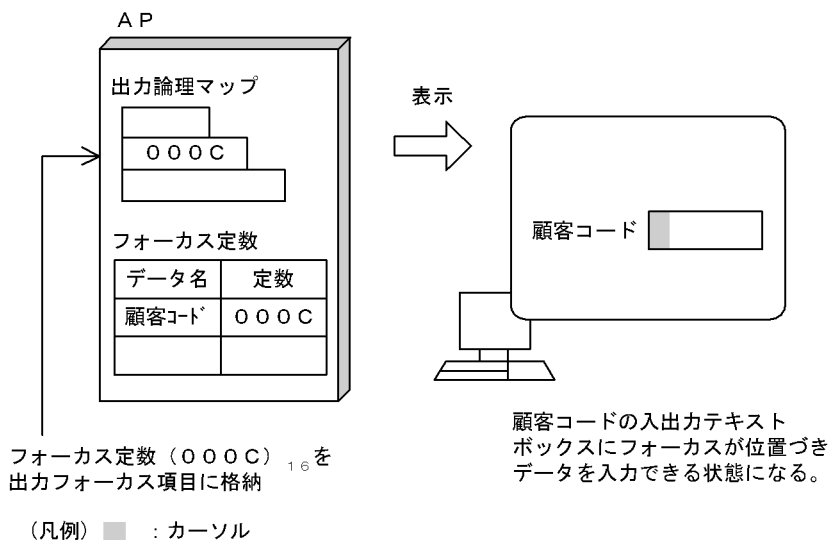 ＡＰ
出力論理マップ
０００Ｃ
フォーカス定数
データ名 定数
顧客ｺｰﾄﾞ ０００Ｃ
表示
顧客コード
フォーカス定数（０００Ｃ）₁₆を
出力フォーカス項目に格納
顧客コードの入出力テキスト
ボックスにフォーカスが位置づき
データを入力できる状態になる。
（凡例） ：カーソル